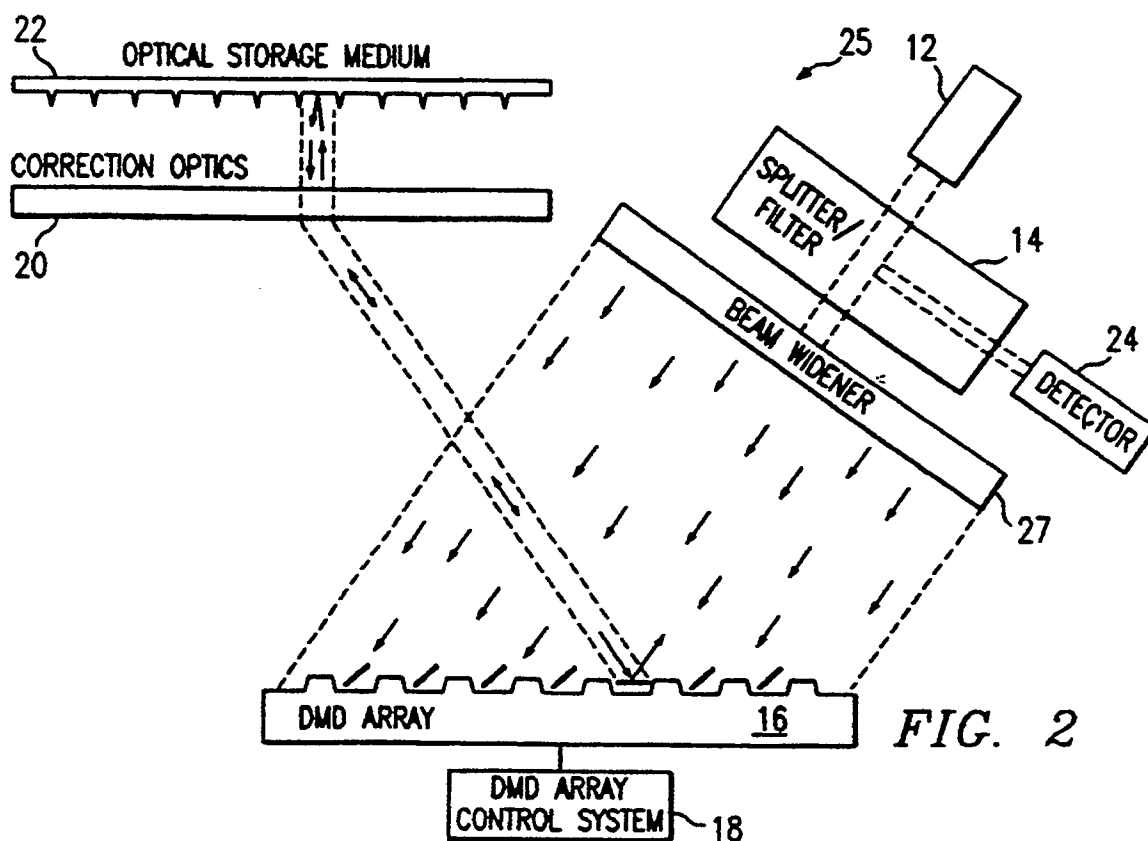 22
OPTICAL STORAGE MEDIUM
25
12
CORRECTION OPTICS
20
SPLITTER/
FILTER
14
BEAM WIDENER
24
DETECTOR
27
DMD ARRAY
16
FIG. 2
DMD ARRAY
CONTROL SYSTEM
18